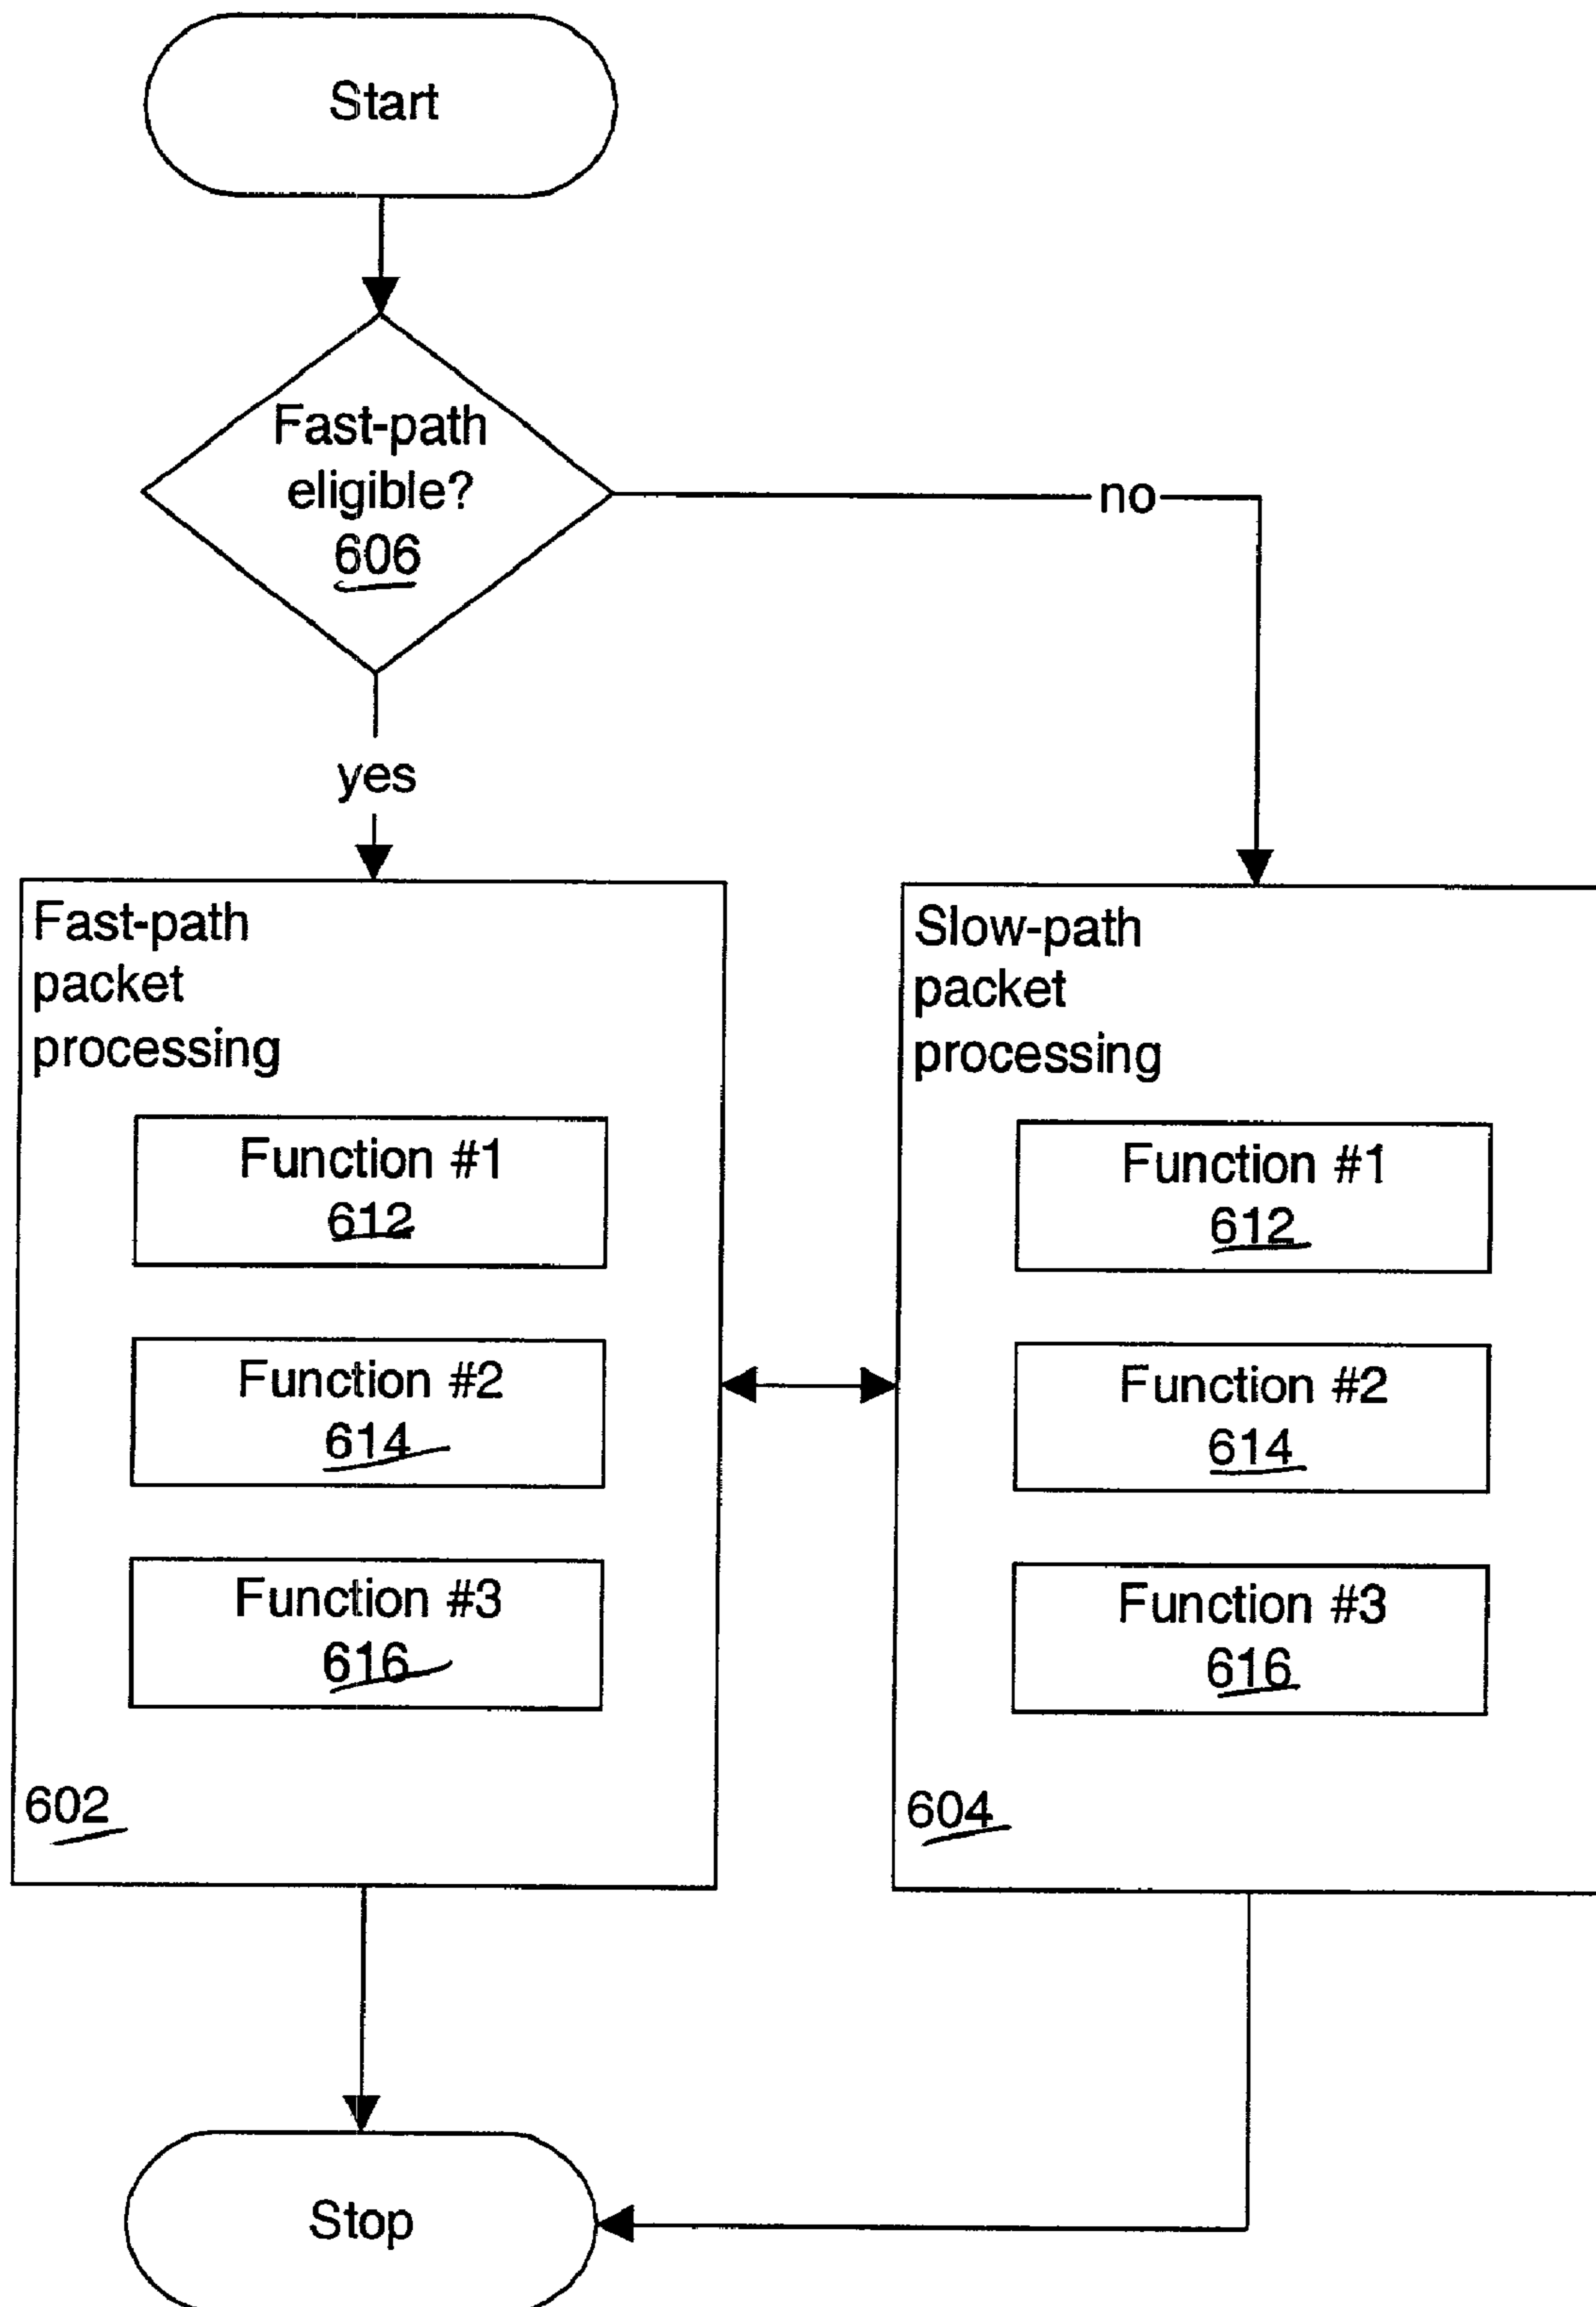 Start
Fast-path
eligible?
606
no
yes
Fast-path
packet
processing
Function #1
612
Function #2
614
Function #3
616
602
Slow-path
packet
processing
Function #1
612
Function #2
614
Function #3
616
604
Stop